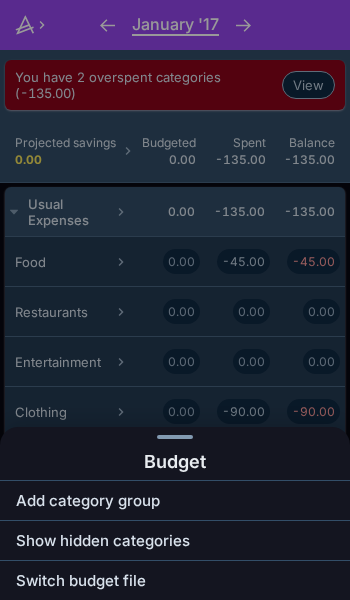 January '17
You have 2 overspent categories
(-135.00)
View
Projected savings
0.00
Budgeted
0.00
Spent
-135.00
Balance
-135.00
Usual
Expenses
0.00
-135.00
-135.00
Food
0.00
-45.00
-45.00
Restaurants
0.00
0.00
0.00
Entertainment
0.00
0.00
0.00
Clothing
0.00
-90.00
-90.00
Budget
Add category group
Show hidden categories
Switch budget file